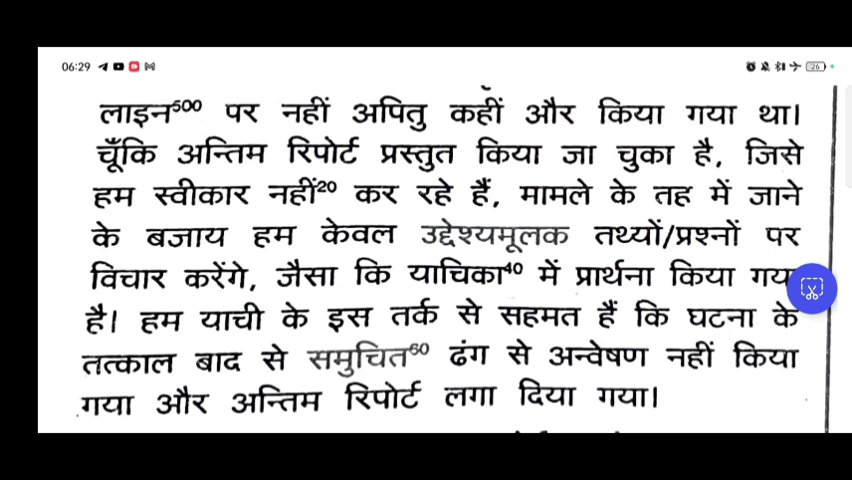 06:29
26
लाइन⁵⁰⁰ पर नहीं अपितु कहीं और किया गया था।
चूँकि अन्तिम रिपोर्ट प्रस्तुत किया जा चुका है, जिसे
हम स्वीकार नहीं²⁰ कर रहे हैं, मामले के तह में जाने
के बजाय हम केवल उद्देश्यमूलक तथ्यों/प्रश्नों पर
विचार करेंगे, जैसा कि याचिका⁴⁰ में प्रार्थना किया गया
है। हम याची के इस तर्क से सहमत हैं कि घटना के
तत्काल बाद से समुचित⁶⁰ ढंग से अन्वेषण नहीं किया
गया और अन्तिम रिपोर्ट लगा दिया गया।